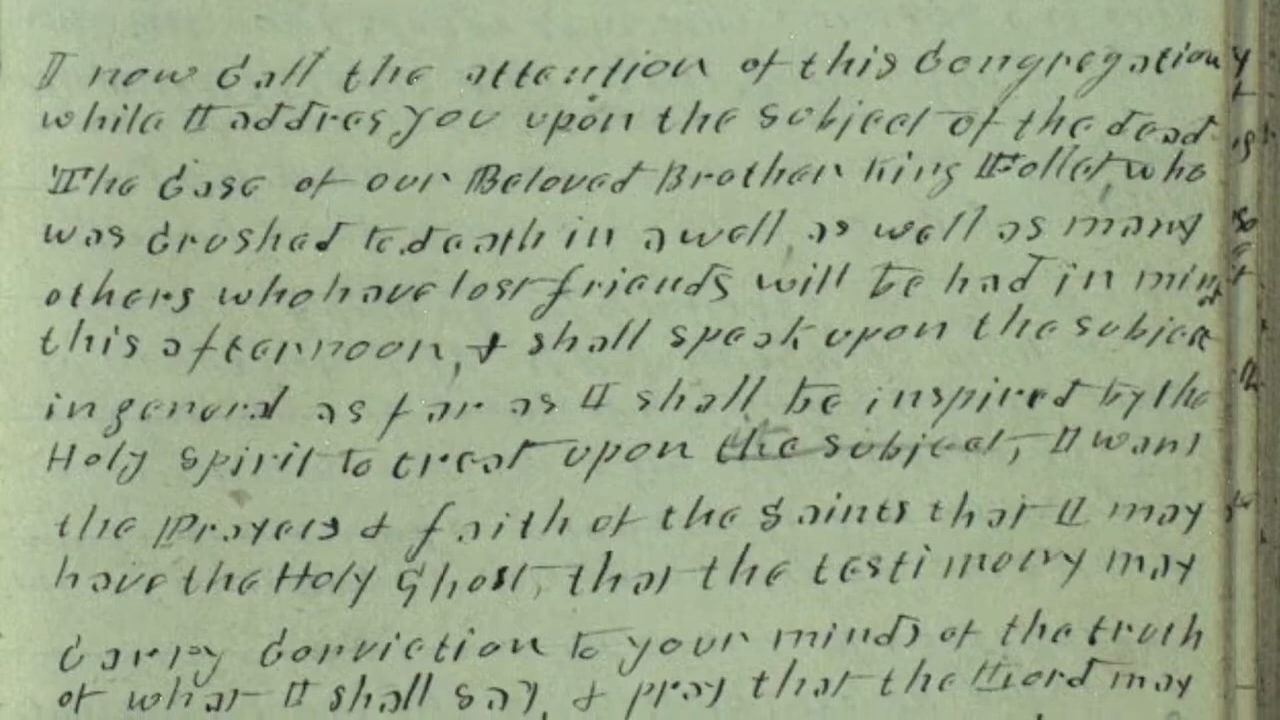 I now Call the attention of this Congregation
while I addres you upon the subject of the dead
The Case of our Beloved Brother King Follet who
was Crushed to death in a well, as well as many
others who have lost friends will be had in mind
this afternoon, & shall speak upon the subject
in general as far as I shall be inspired by the
Holy Spirit to treat upon the subject, I want
the Prayers & faith of the Saints that I may
have the Holy Ghost, that the testimony may
Carry Conviction to your minds of the truth
of what I shall say, & pray that the Lord may